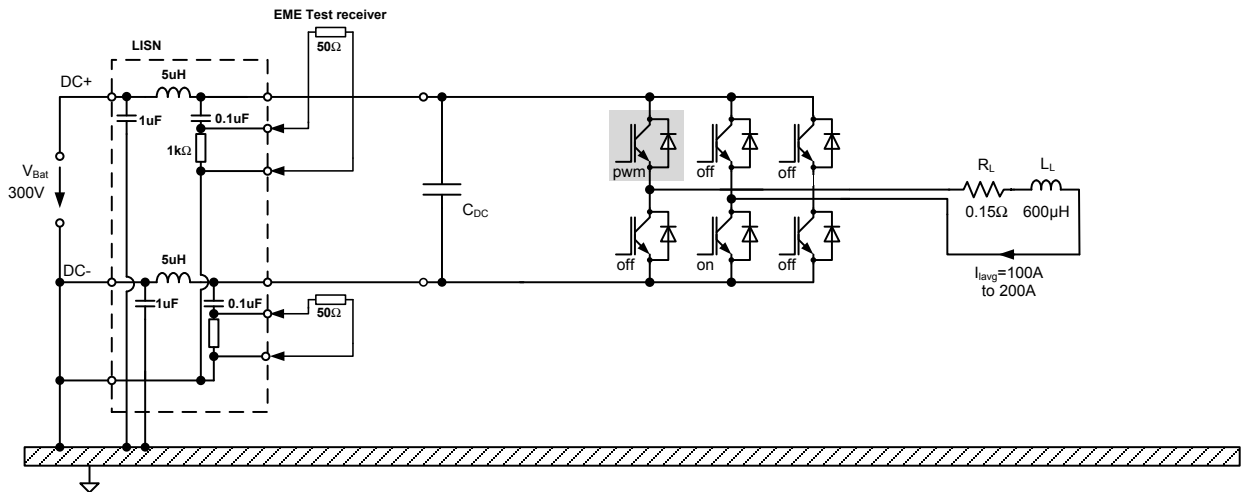 EME Test receiver
50Ω
LISN
5uH
DC+
1uF
0.1uF
1kΩ
V_Bat
300V
C_DC
pwm
off
off
off
on
off
R_L
L_L
0.15Ω
600µH
I_lavg=100A
to 200A
DC-
5uH
1uF
0.1uF
50Ω